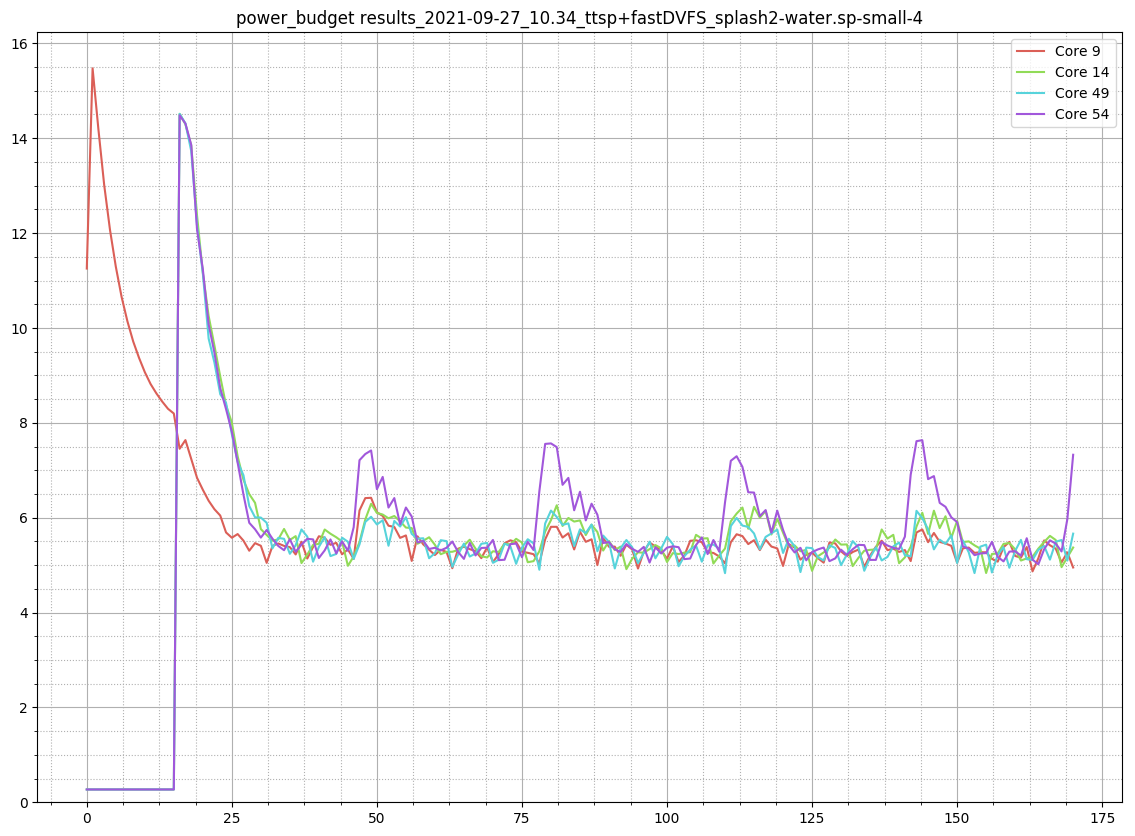 power_budget results_2021-09-27_10.34_ttsp+fastDVFS_splash2-water.sp-small-4
Core 9
Core 14
Core 49
Core 54
16
14
12
10
8
6
4
2
0
0 25 50 75 100 125 150 175